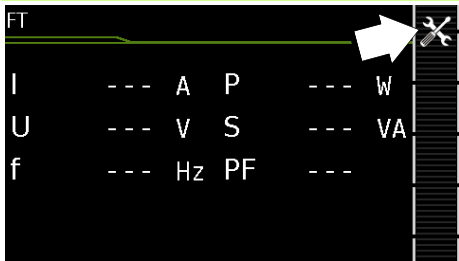 FT
I --- A P --- W
U --- V S --- VA
f --- Hz PF ---